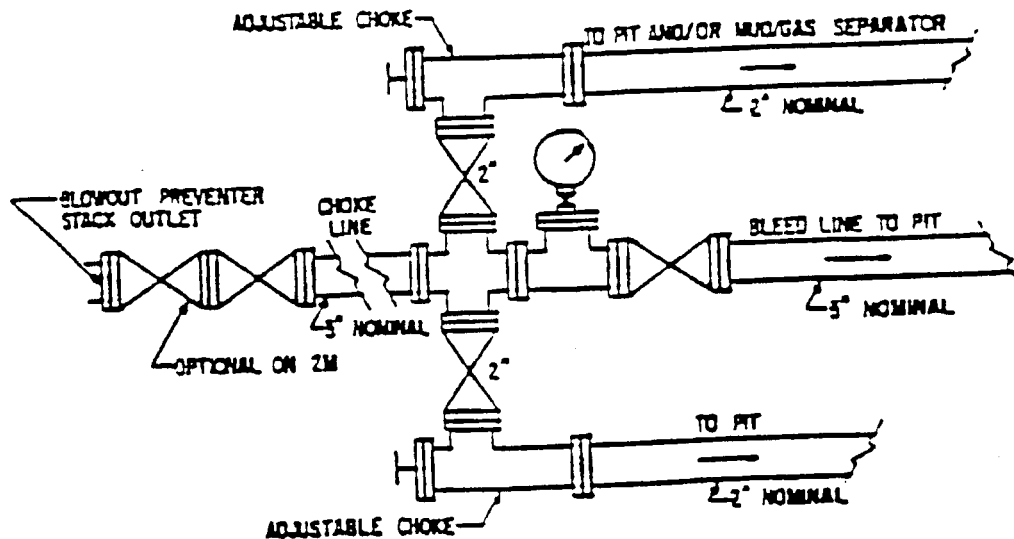 ADJUSTABLE CHOKE
TO PIT AND/OR MUD/GAS SEPARATOR
2" NOMINAL
2"
BLOWOUT PREVENTER
STACK OUTLET
CHOKE
LINE
BLEED LINE TO PIT
3" NOMINAL
3" NOMINAL
OPTIONAL ON 2M
2"
TO PIT
2" NOMINAL
ADJUSTABLE CHOKE